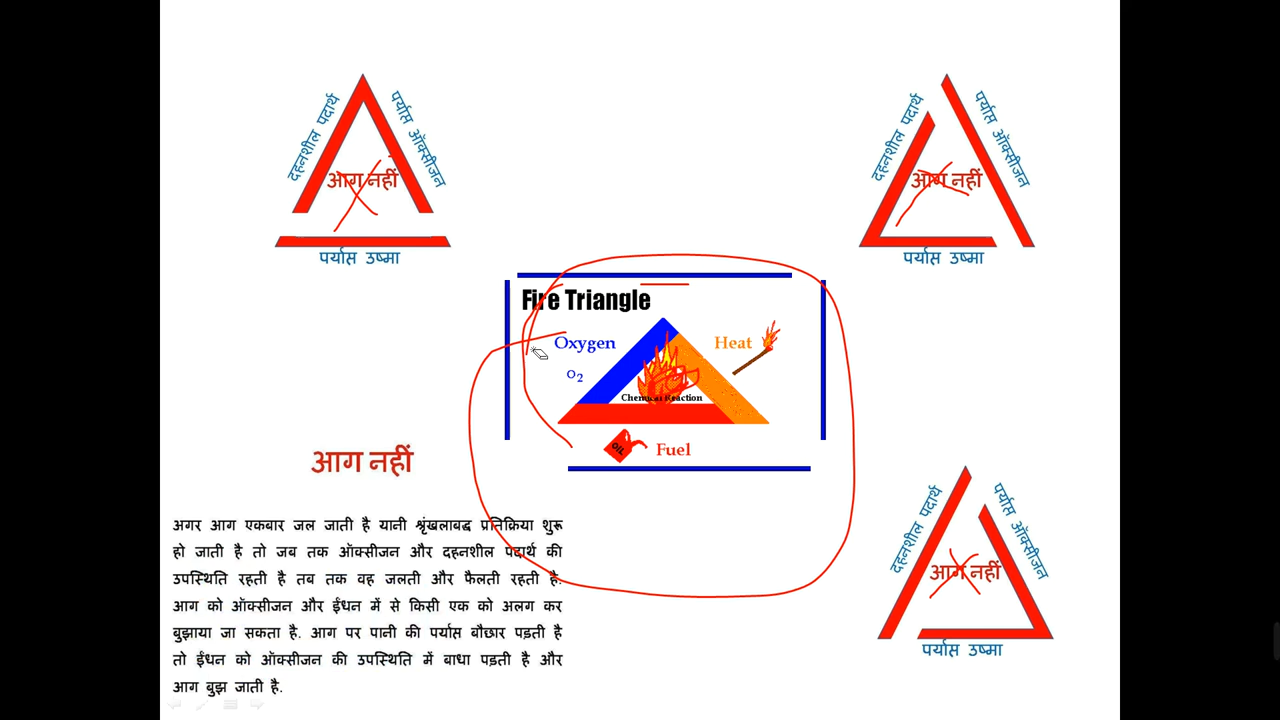 दहनशील पदार्थ
पर्याप्त ऑक्सीजन
आग नहीं
पर्याप्त उष्मा
दहनशील पदार्थ
पर्याप्त ऑक्सीजन
आग नहीं
पर्याप्त उष्मा
Fire Triangle
Oxygen
Heat
O2
Chemical Reaction
OIL
Fuel
आग नहीं
अगर आग एकबार जल जाती है यानी श्रृंखलाबद्ध प्रतिक्रिया शुरू
हो जाती है तो जब तक ऑक्सीजन और दहनशील पदार्थ की
उपस्थिति रहती है तब तक वह जलती और फैलती रहती है.
आग को ऑक्सीजन और ईंधन में से किसी एक को अलग कर
बुझाया जा सकता है. आग पर पानी की पर्याप्त बौछार पड़ती है
तो ईंधन को ऑक्सीजन की उपस्थिति में बाधा पड़ती है और
आग बुझ जाती है.
दहनशील पदार्थ
पर्याप्त ऑक्सीजन
आग नहीं
पर्याप्त उष्मा